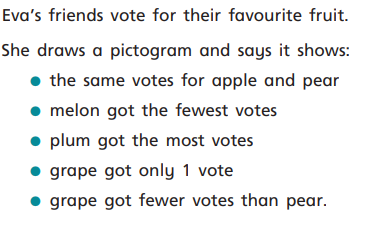 Eva's friends vote for their favourite fruit.
She draws a pictogram and says it shows:
• the same votes for apple and pear
• melon got the fewest votes
• plum got the most votes
• grape got only 1 vote
• grape got fewer votes than pear.